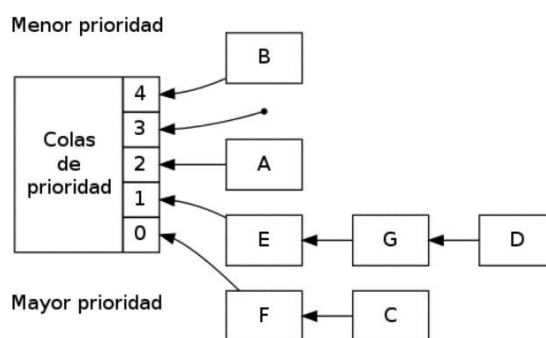 Menor prioridad
B
4
3
Colas
de
prioridad
2
A
1
0
E
G
D
Mayor prioridad
F
C